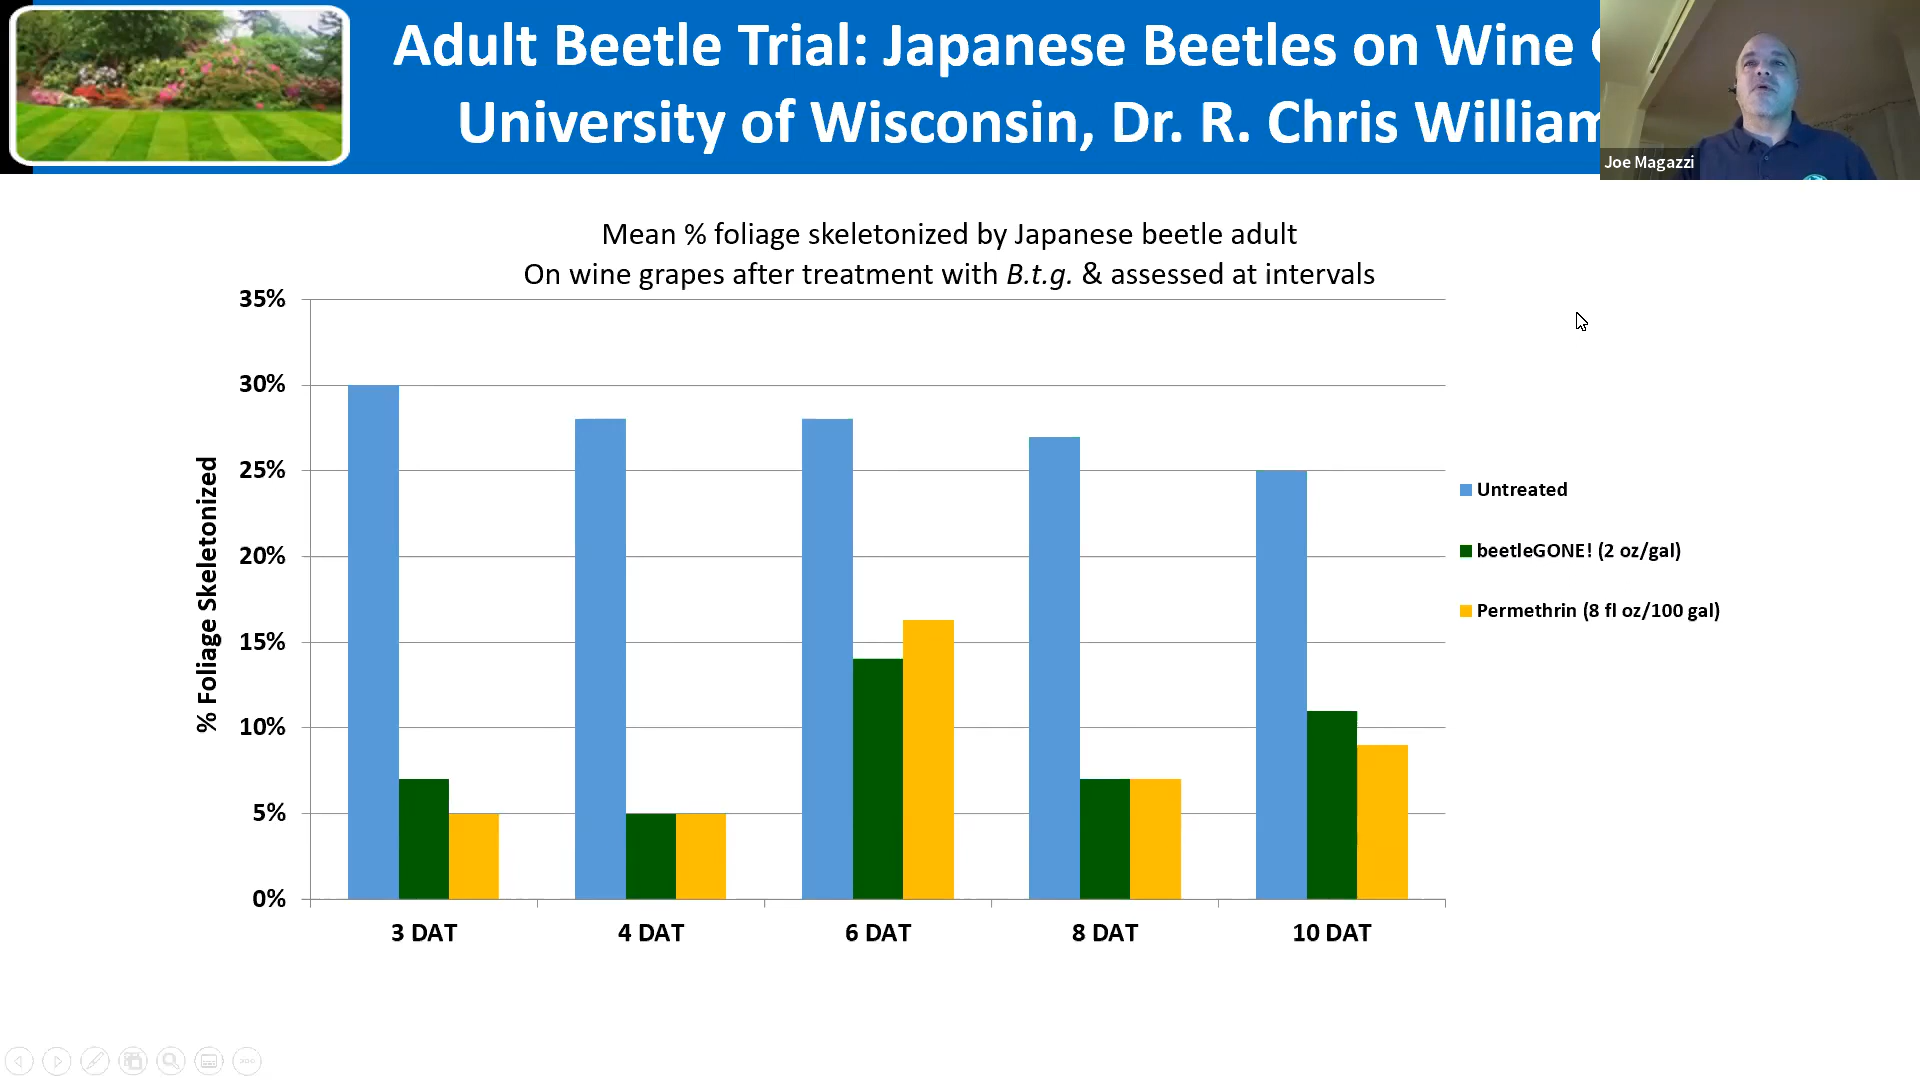 Adult Beetle Trial: Japanese Beetles on Wine
University of Wisconsin, Dr. R. Chris William
Joe Magazzi
Mean % foliage skeletonized by Japanese beetle adult
On wine grapes after treatment with B.t.g. & assessed at intervals
% Foliage Skeletonized
35%
30%
25%
20%
15%
10%
5%
0%
3 DAT
4 DAT
6 DAT
8 DAT
10 DAT
Untreated
beetleGONE! (2 oz/gal)
Permethrin (8 fl oz/100 gal)